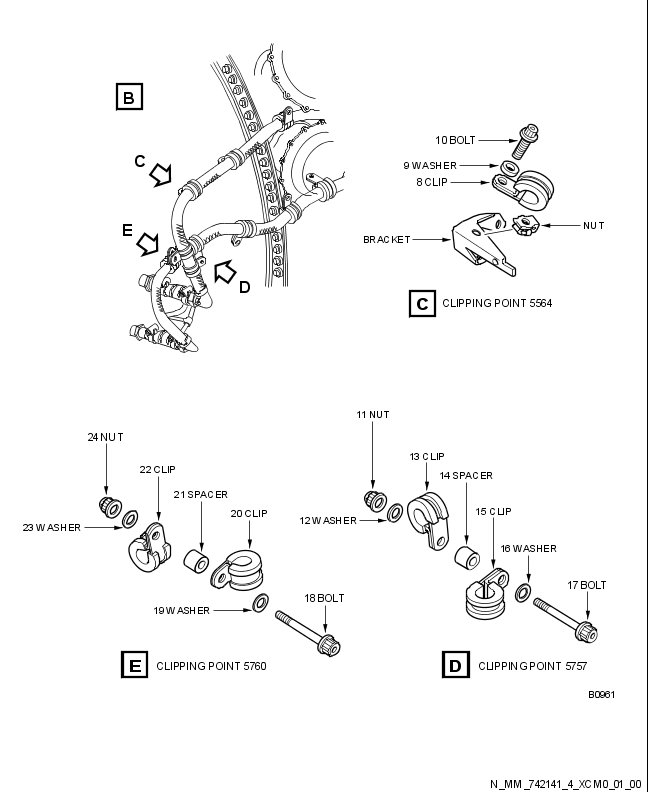 B
C
E
D
10 BOLT
9 WASHER
8 CLIP
NUT
BRACKET
C CLIPPING POINT 5564
11 NUT
24 NUT
13 CLIP
22 CLIP
14 SPACER
21 SPACER
15 CLIP
20 CLIP
12 WASHER
23 WASHER
16 WASHER
17 BOLT
18 BOLT
19 WASHER
E CLIPPING POINT 5760
D CLIPPING POINT 5757
B0961
N_MM_742141_4_XCM0_01_00